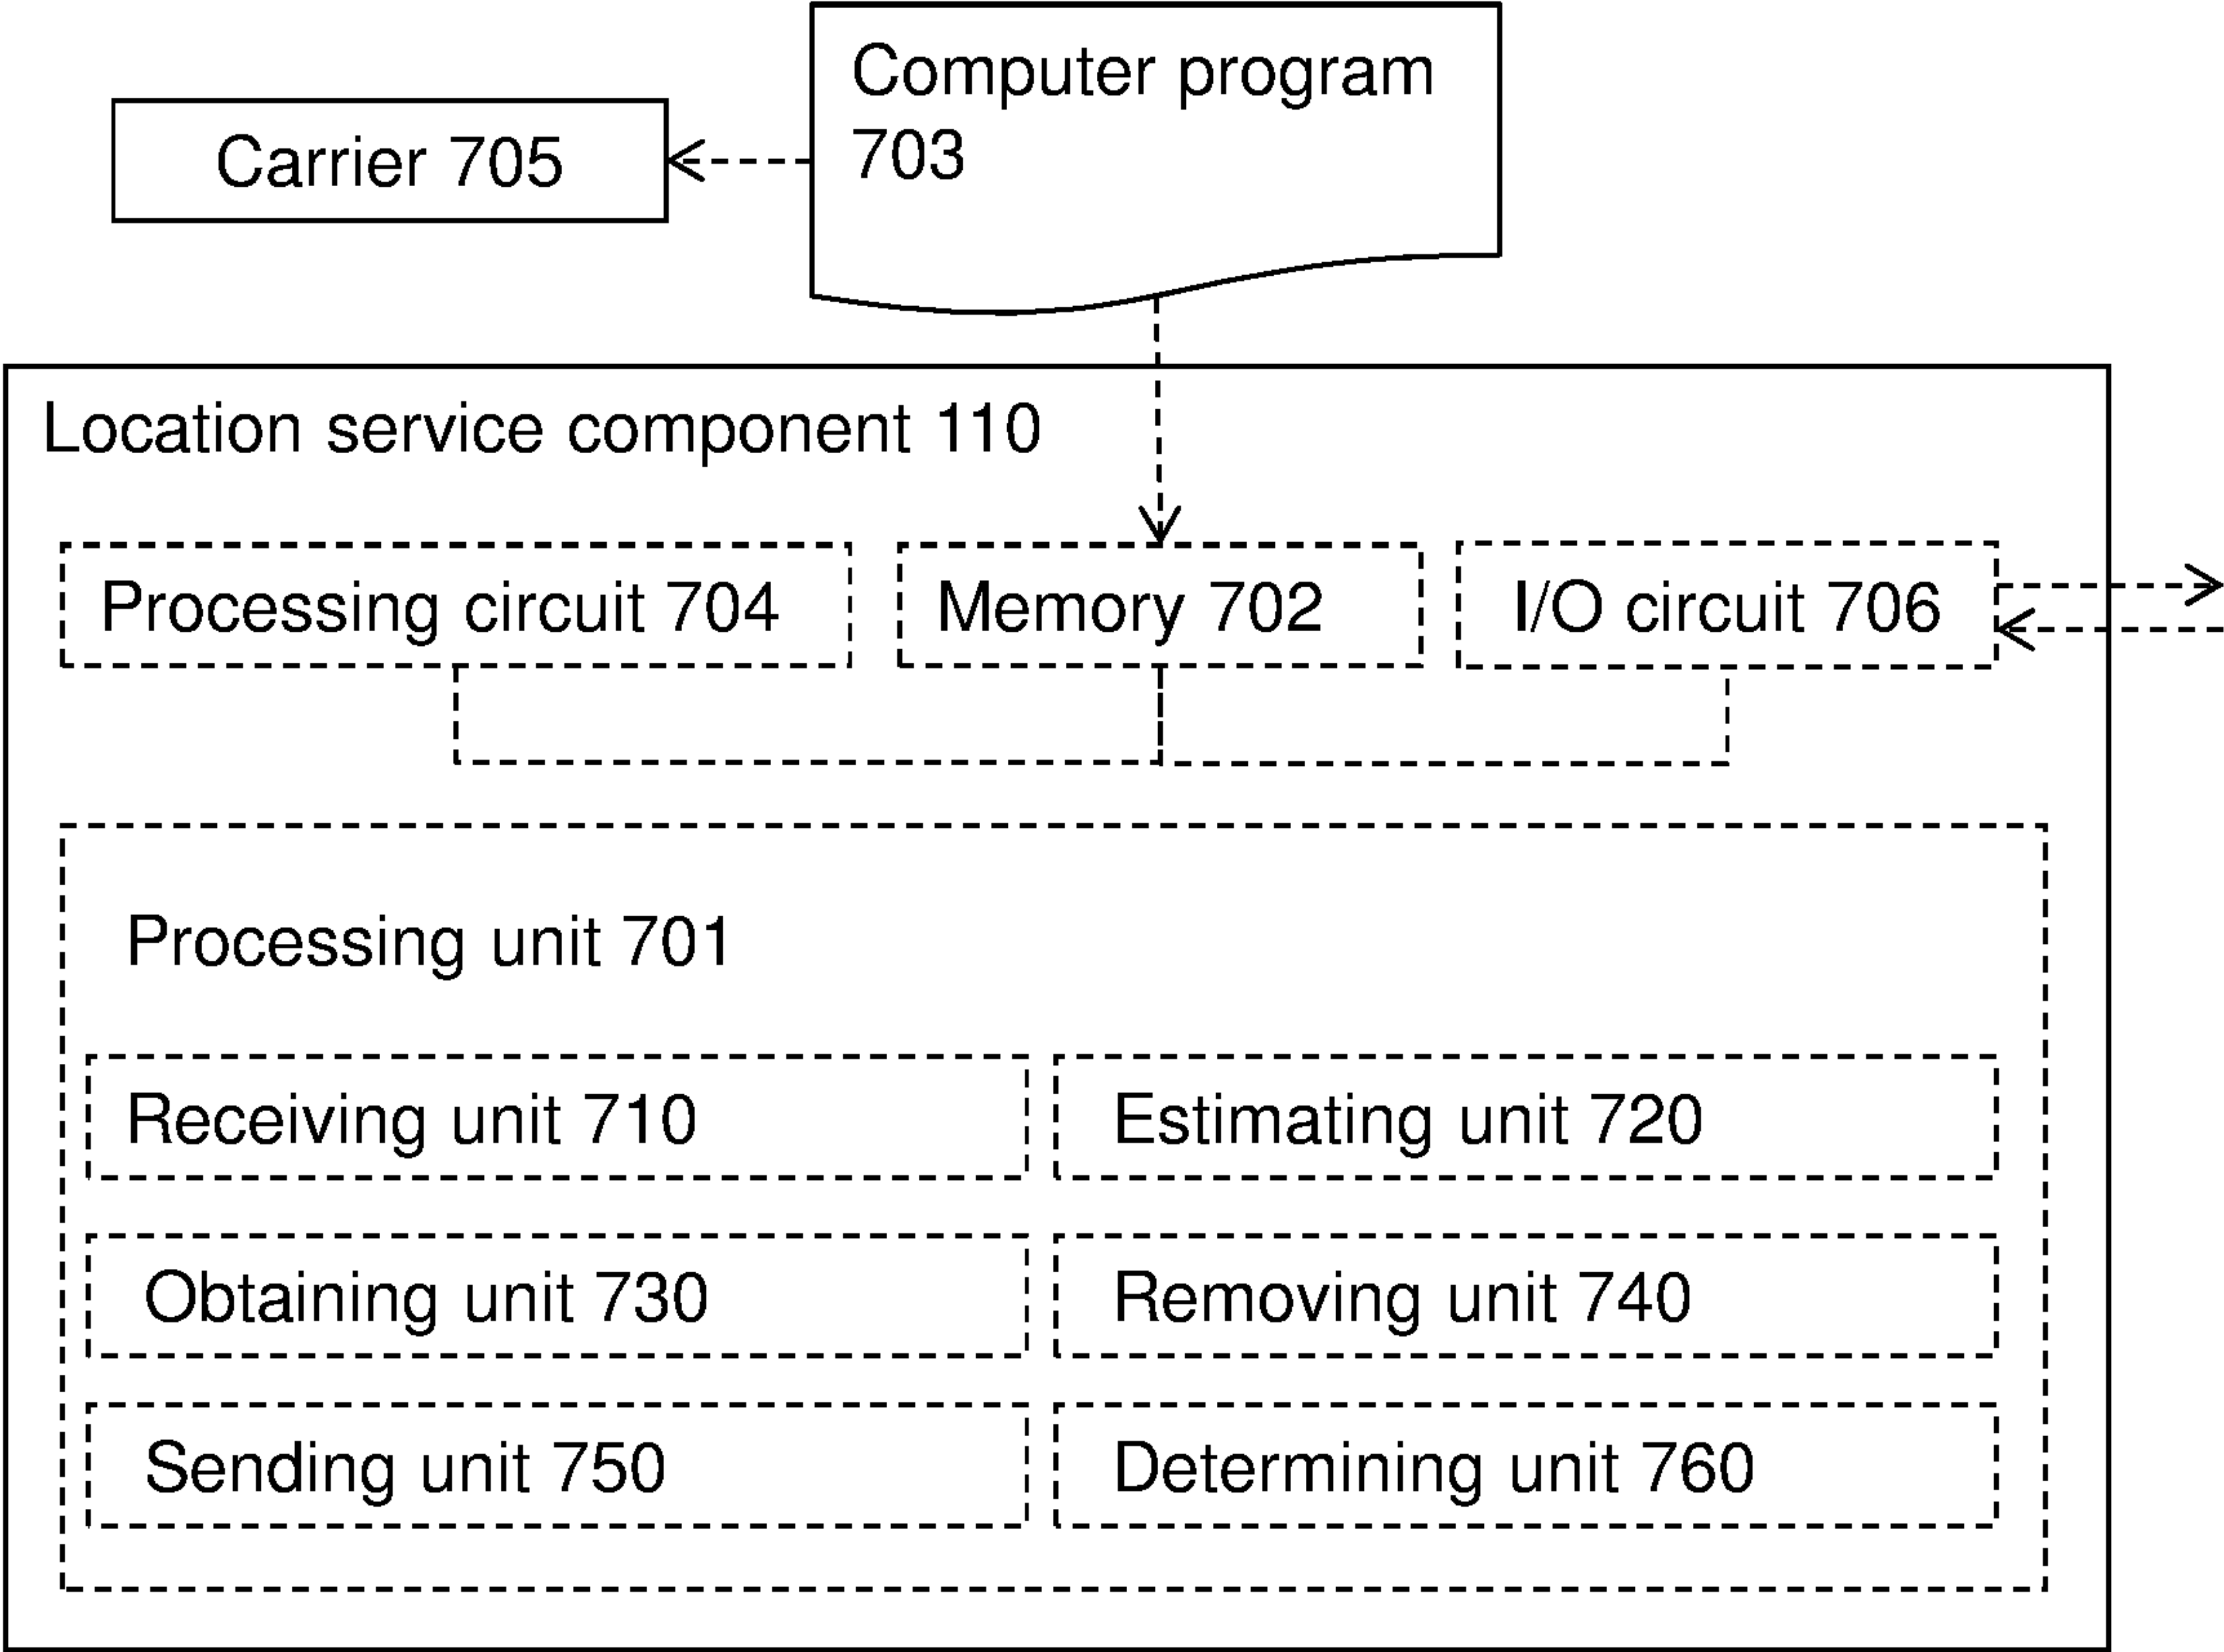 Computer program
703
Carrier 705
Location service component 110
Processing circuit 704
Memory 702
I/O circuit 706
Processing unit 701
Receiving unit 710
Estimating unit 720
Obtaining unit 730
Removing unit 740
Sending unit 750
Determining unit 760